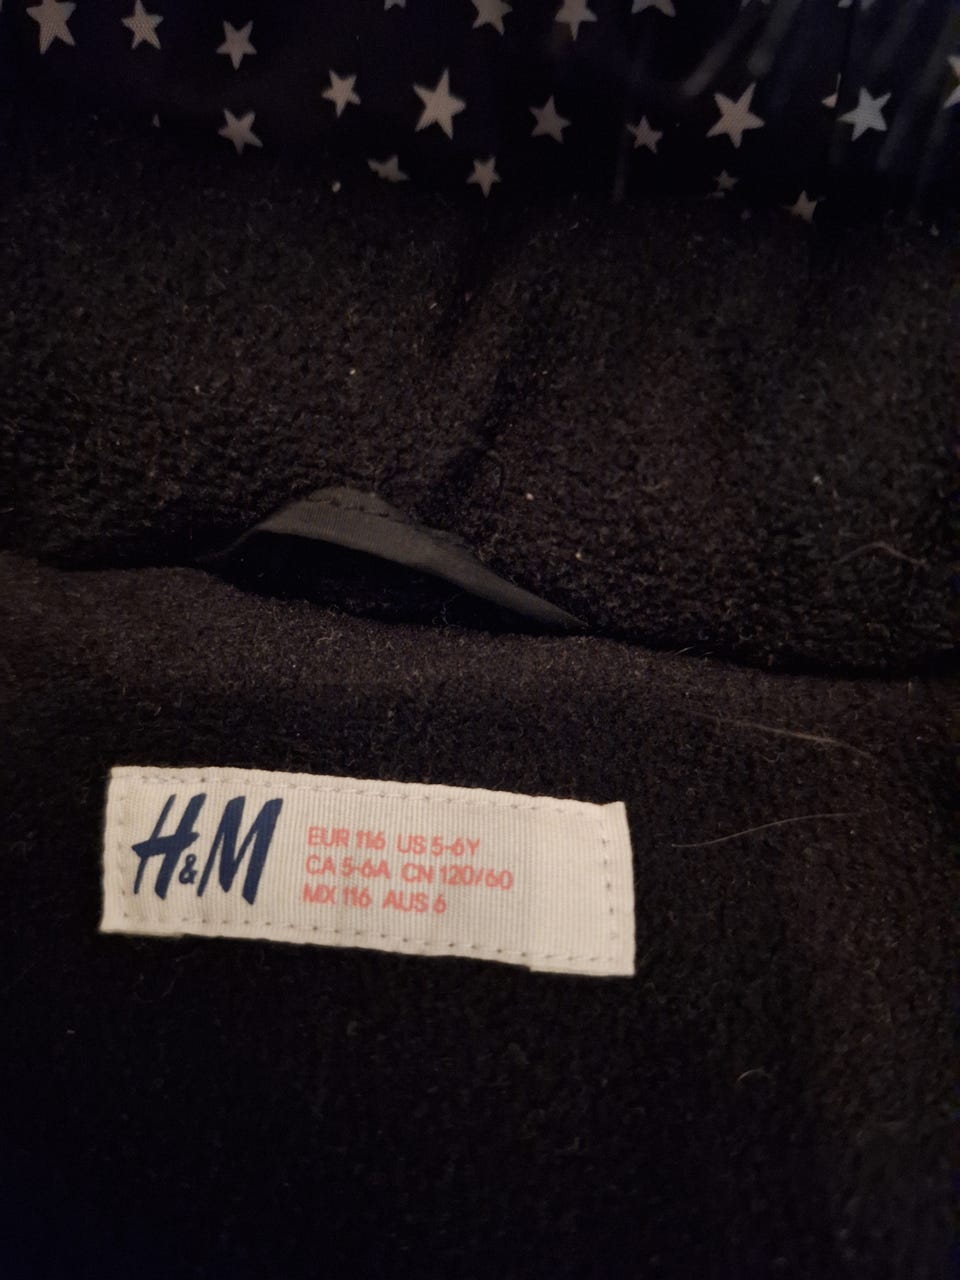 H&M
EUR 116 US 5-6Y
CA 5-6A CN 120/60
MX 116 AUS 6